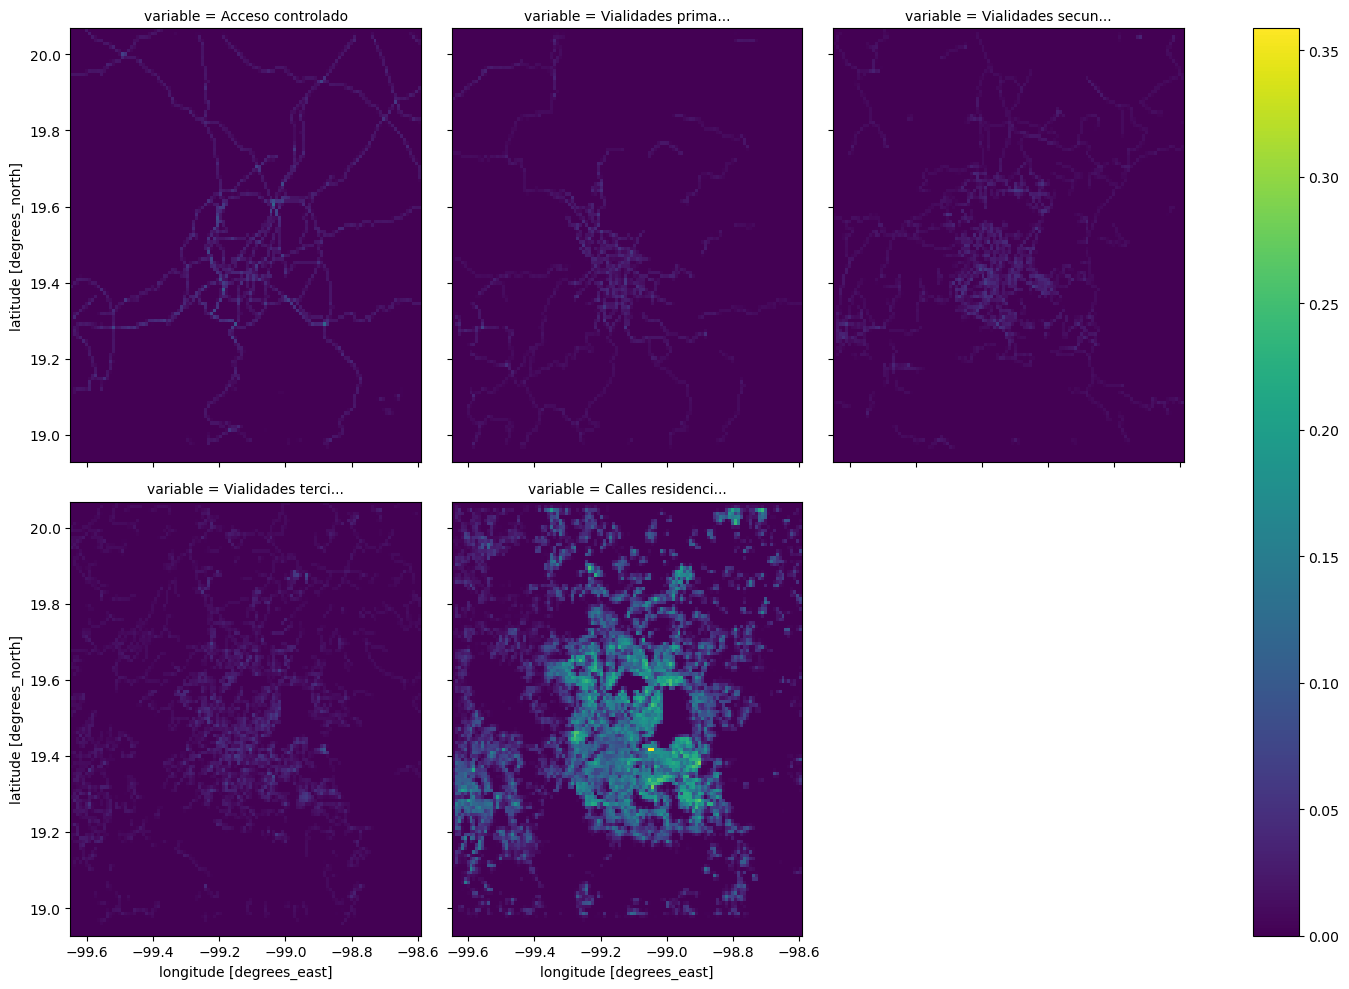 variable = Acceso controlado
variable = Vialidades prima...
variable = Vialidades secun...
20.0
19.8
19.6
19.4
19.2
19.0
latitude [degrees_north]
variable = Vialidades terci...
variable = Calles residenci...
20.0
19.8
19.6
19.4
19.2
19.0
latitude [degrees_north]
−99.6 −99.4 −99.2 −99.0 −98.8 −98.6
longitude [degrees_east]
−99.6 −99.4 −99.2 −99.0 −98.8 −98.6
longitude [degrees_east]
0.35
0.30
0.25
0.20
0.15
0.10
0.05
0.00